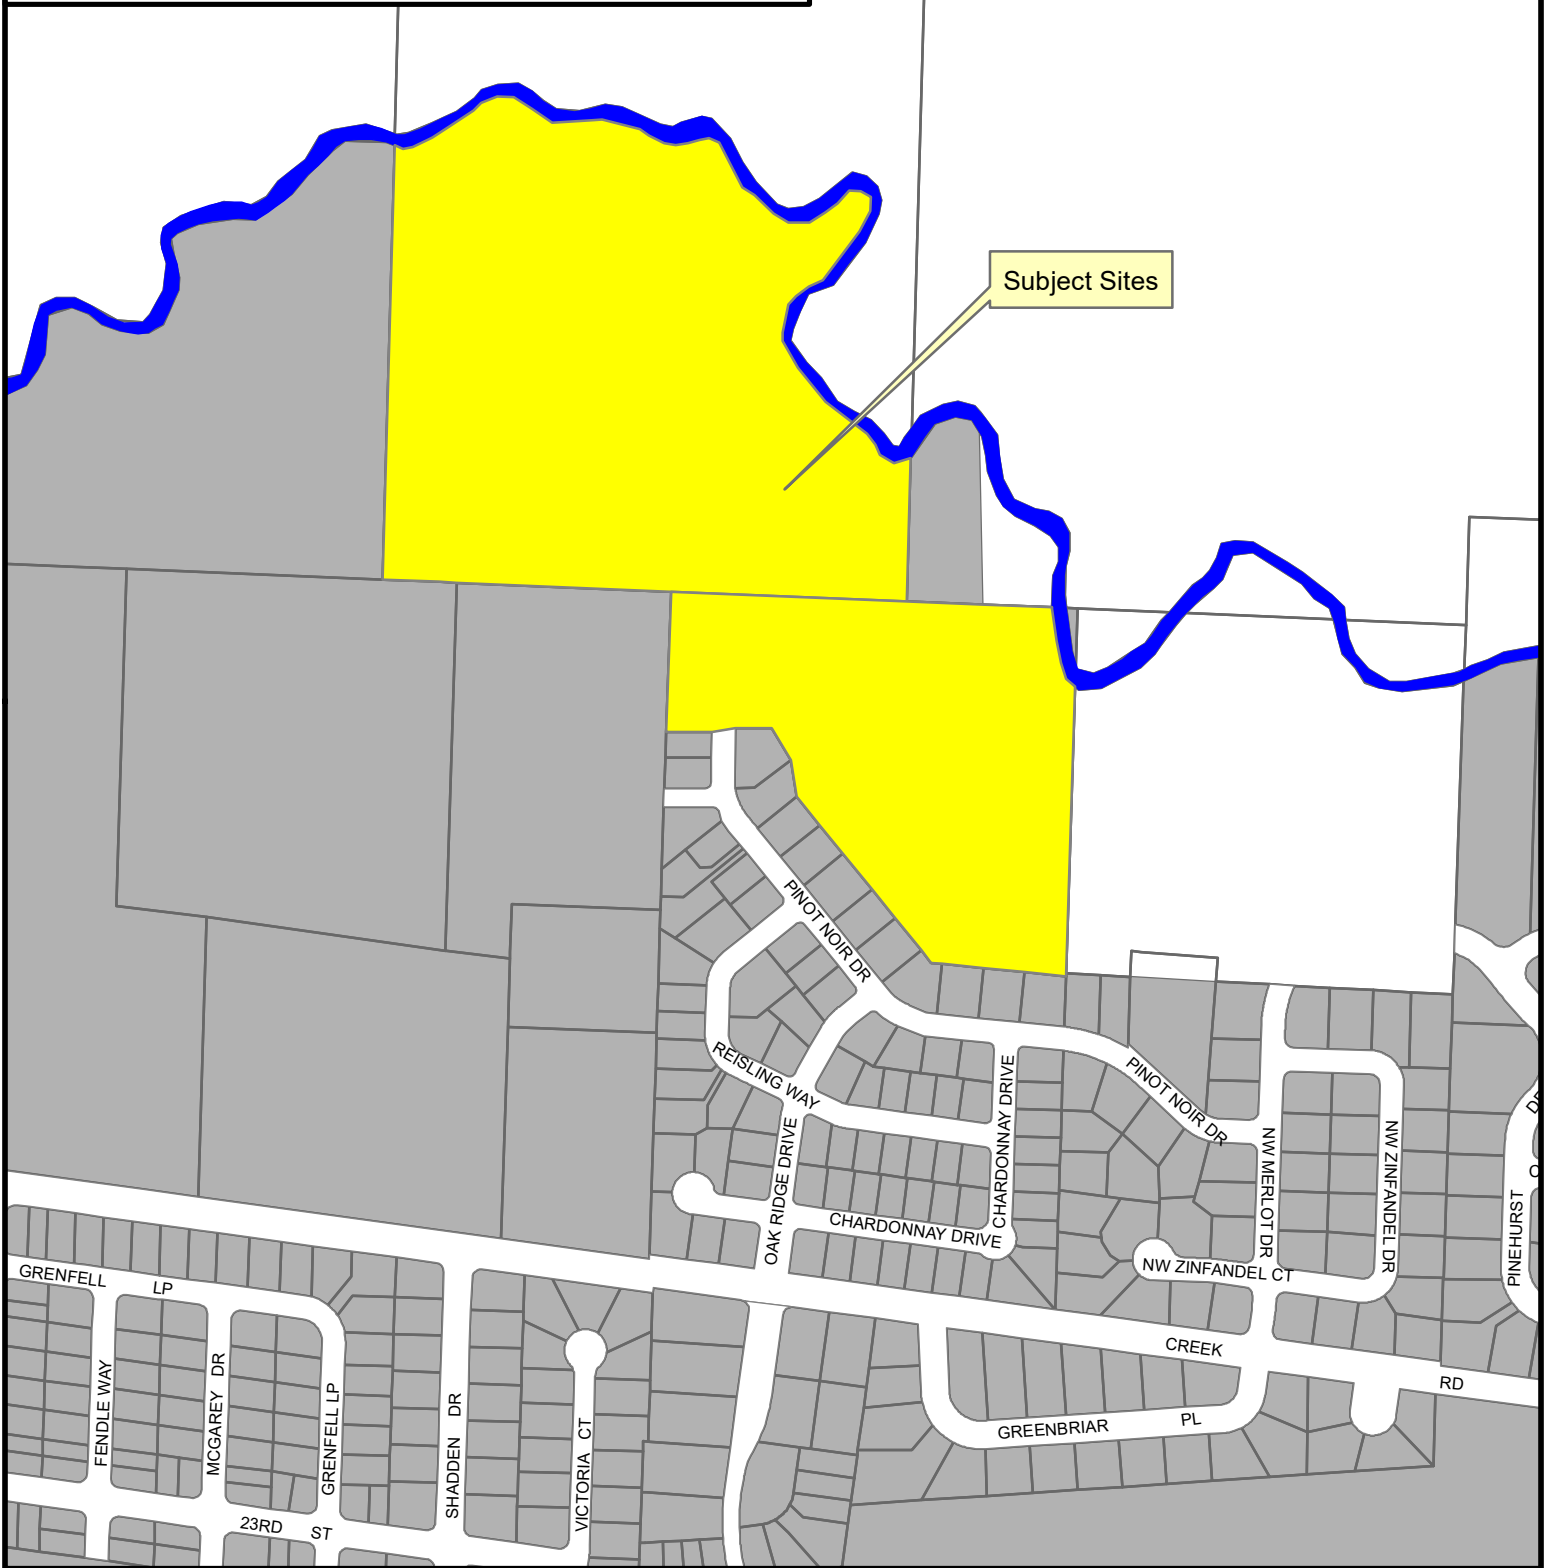 Subject Sites
PINOT NOIR DR
REISLING WAY
PINOT NOIR DR
CHARDONNAY DRIVE
OAK RIDGE DRIVE
CHARDONNAY DRIVE
NW MERLOT DR
NW ZINFANDEL DR
NW ZINFANDEL CT
PINEHURST
GRENFELL LP
CREEK RD
FENDLE WAY
MCGAREY DR
GRENFELL LP
SHADDEN DR
VICTORIA CT
GREENBRIAR PL
23RD ST